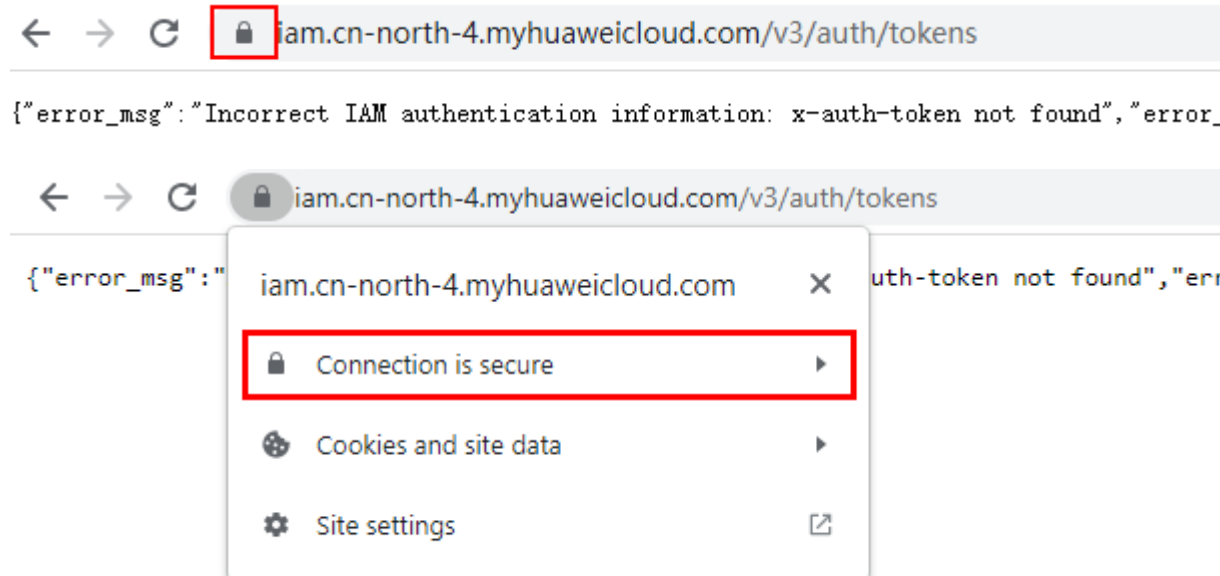 iam.cn-north-4.myhuaweicloud.com/v3/auth/tokens
{"error_msg":"Incorrect IAM authentication information: x-auth-token not found","error_
iam.cn-north-4.myhuaweicloud.com/v3/auth/tokens
{"error_msg":" uth-token not found","err
iam.cn-north-4.myhuaweicloud.com
Connection is secure
Cookies and site data
Site settings